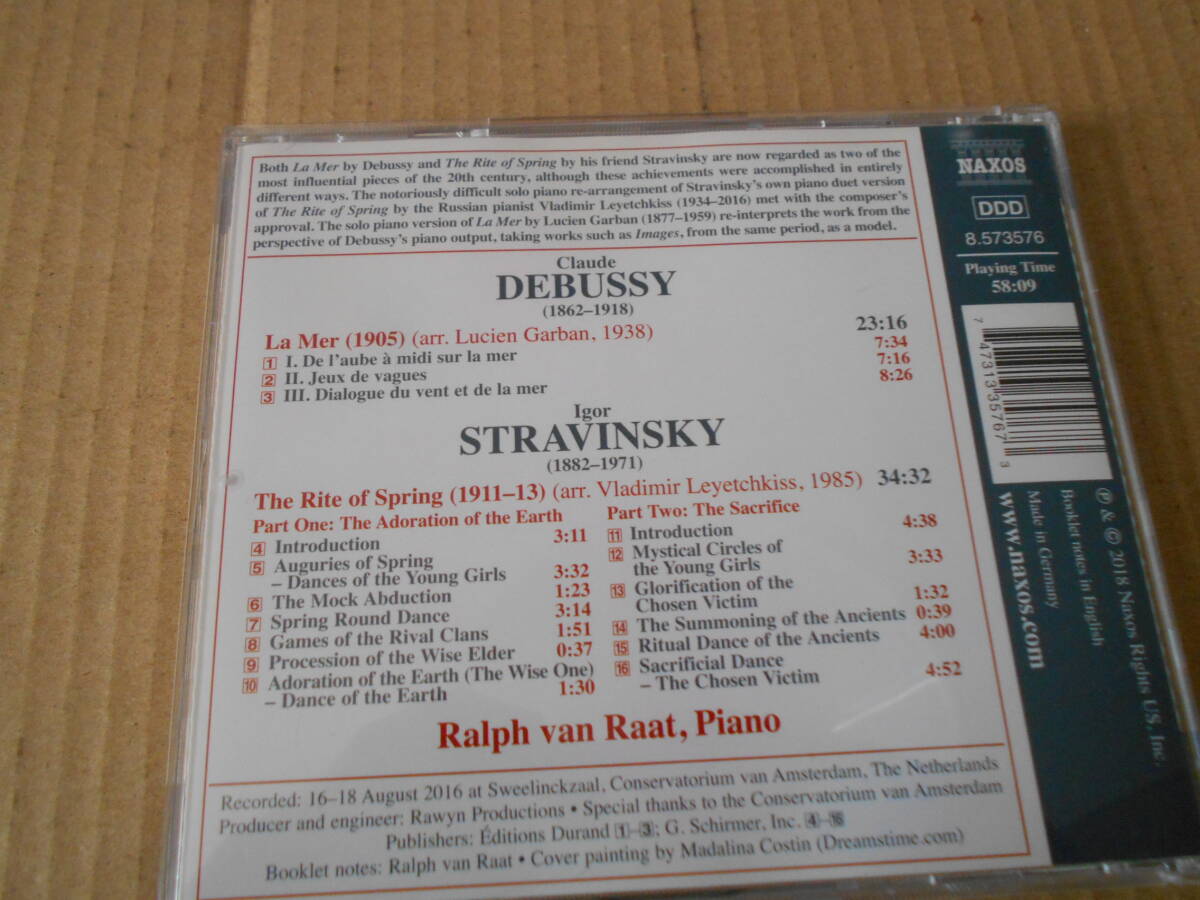 Both La Mer by Debussy and The Rite of Spring by his friend Stravinsky are now regarded as two of the
most influential pieces of the 20th century, although these achievements were accomplished in entirely
different ways. The notoriously difficult solo piano re-arrangement of Stravinsky's own piano duet version
of The Rite of Spring by the Russian pianist Vladimir Leyetchkiss (1934–2016) met with the composer's
approval. The solo piano version of La Mer by Lucien Garban (1877–1959) re-interprets the work from the
perspective of Debussy's piano output, taking works such as Images, from the same period, as a model.
Claude
DEBUSSY
(1862–1918)
La Mer (1905) (arr. Lucien Garban, 1938) 23:16
1 I. De l'aube à midi sur la mer 7:34
2 II. Jeux de vagues 7:16
3 III. Dialogue du vent et de la mer 8:26
Igor
STRAVINSKY
(1882–1971)
The Rite of Spring (1911–13) (arr. Vladimir Leyetchkiss, 1985) 34:32
Part One: The Adoration of the Earth
4 Introduction 3:11
5 Auguries of Spring
– Dances of the Young Girls 3:32
6 The Mock Abduction 1:23
7 Spring Round Dance 3:14
8 Games of the Rival Clans 1:51
9 Procession of the Wise Elder 0:37
10 Adoration of the Earth (The Wise One)
– Dance of the Earth 1:30
Part Two: The Sacrifice
11 Introduction 4:38
12 Mystical Circles of
the Young Girls 3:33
13 Glorification of the
Chosen Victim 1:32
14 The Summoning of the Ancients 0:39
15 Ritual Dance of the Ancients 4:00
16 Sacrificial Dance
– The Chosen Victim 4:52
Ralph van Raat, Piano
Recorded: 16–18 August 2016 at Sweelinckzaal, Conservatorium van Amsterdam, The Netherlands
Producer and engineer: Rawyn Productions • Special thanks to the Conservatorium van Amsterdam
Publishers: Éditions Durand 1–3; G. Schirmer, Inc. 4–16
Booklet notes: Ralph van Raat • Cover painting by Madalina Costin (Dreamstime.com)
NAXOS
DDD
8.573576
Playing Time
58:09
7 47313 35767 3
℗ & © 2018 Naxos Rights US, Inc.
Booklet notes in English
Made in Germany
www.naxos.com